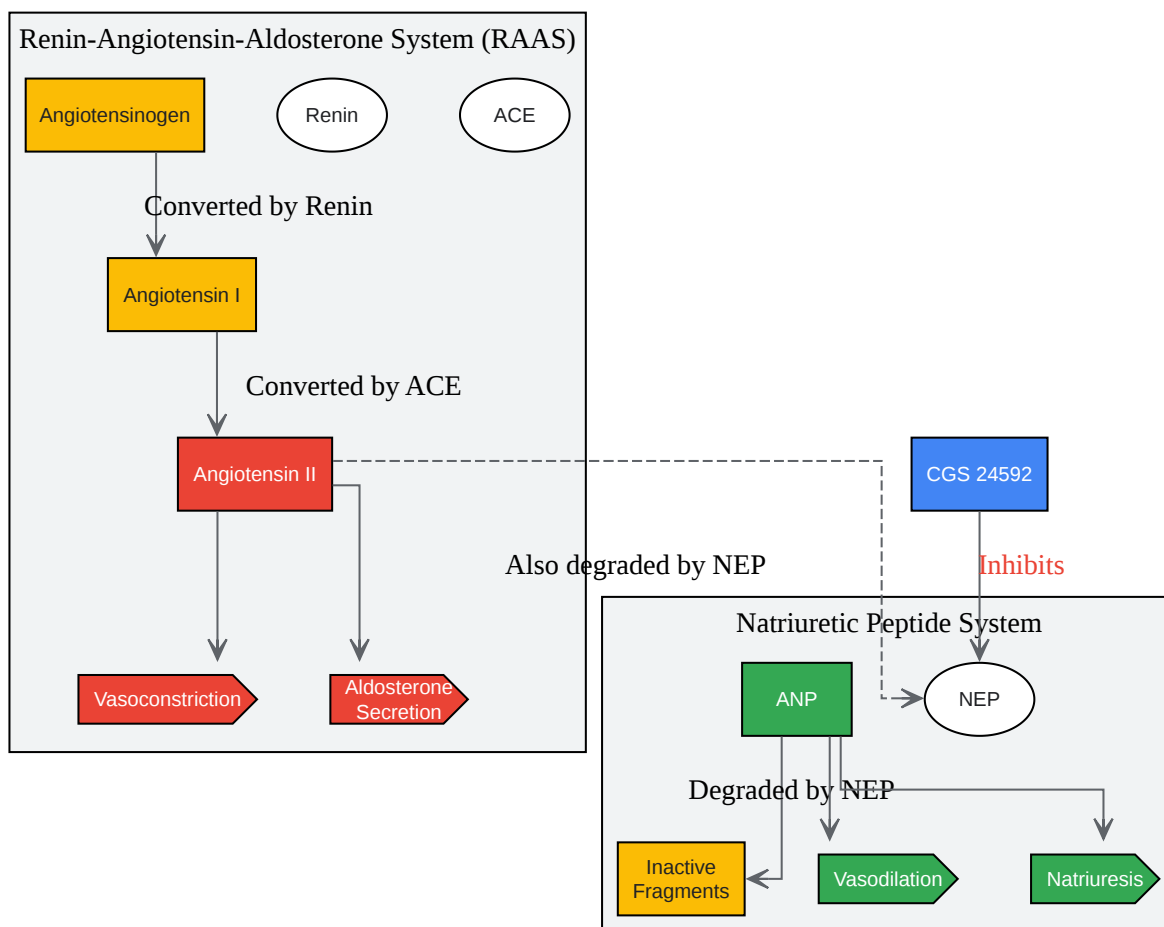 Renin-Angiotensin-Aldosterone System (RAAS)
Angiotensinogen
Renin
ACE
Converted by Renin
Angiotensin I
Converted by ACE
Angiotensin II
CGS 24592
Also degraded by NEP
Inhibits
Natriuretic Peptide System
Vasoconstriction
Aldosterone
Secretion
ANP
NEP
Degraded by NEP
Inactive
Fragments
Vasodilation
Natriuresis